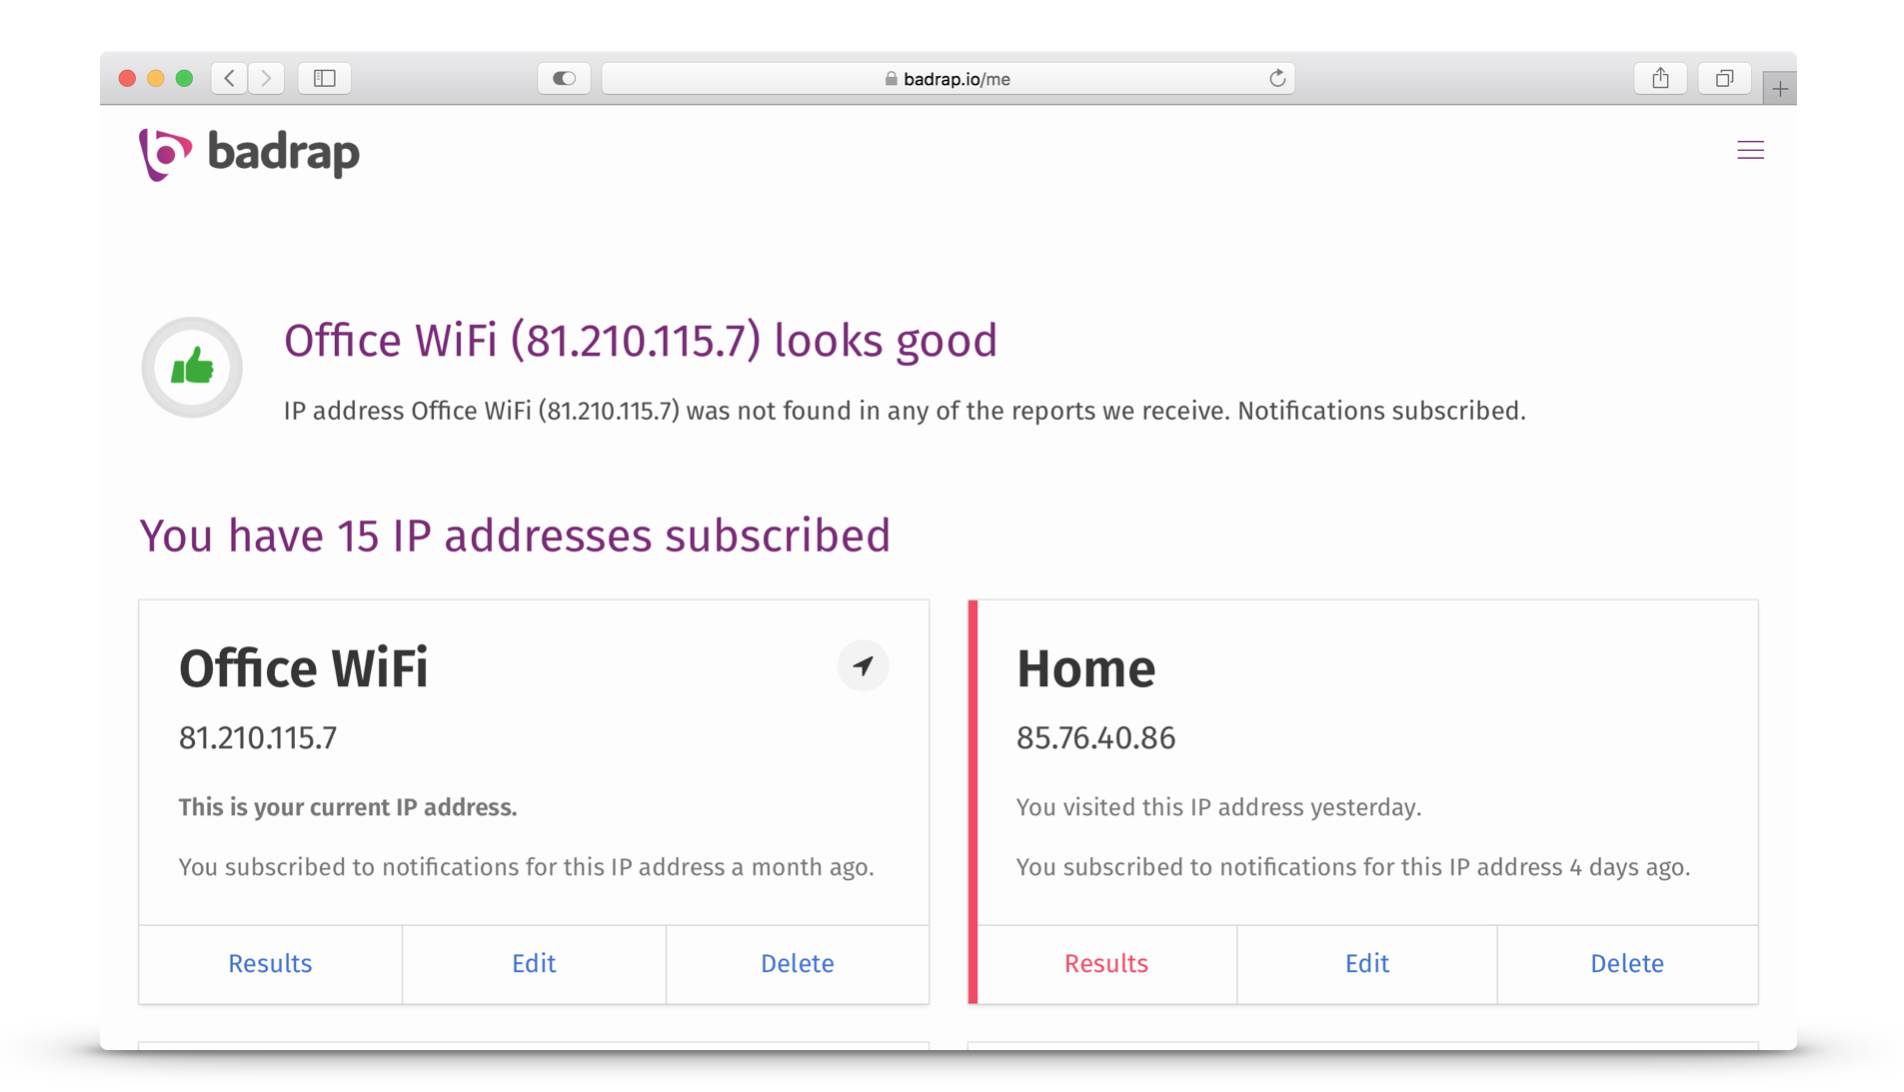 badrap.io/me
badrap
Office WiFi (81.210.115.7) looks good
IP address Office WiFi (81.210.115.7) was not found in any of the reports we receive. Notifications subscribed.
You have 15 IP addresses subscribed
Office WiFi
81.210.115.7
This is your current IP address.
You subscribed to notifications for this IP address a month ago.
Results
Edit
Delete
Home
85.76.40.86
You visited this IP address yesterday.
You subscribed to notifications for this IP address 4 days ago.
Results
Edit
Delete